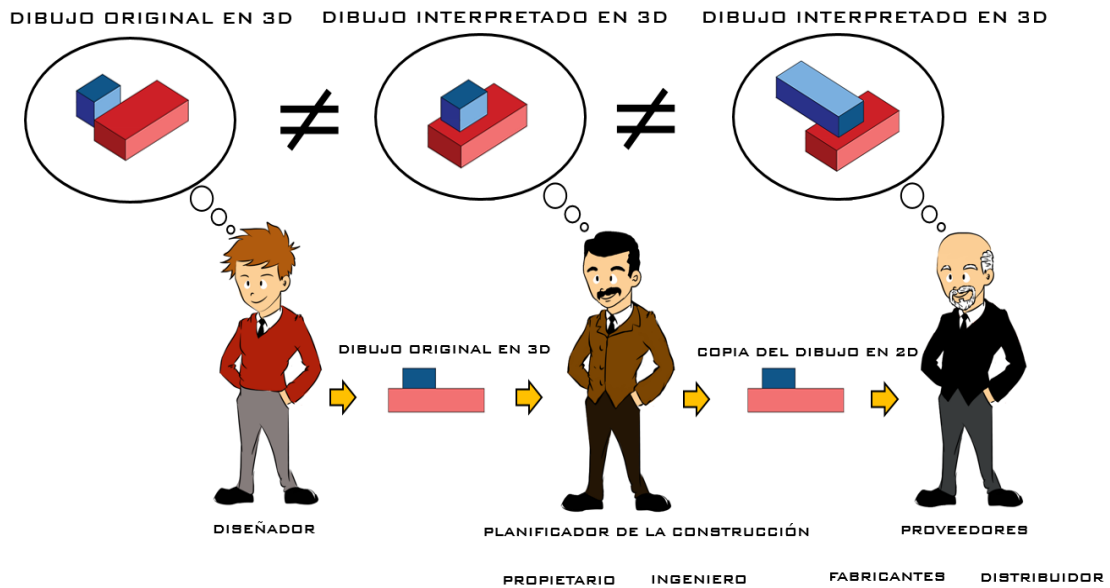 DIBUJO ORIGINAL EN 3D
DIBUJO INTERPRETADO EN 3D
DIBUJO INTERPRETADO EN 3D
DIBUJO ORIGINAL EN 3D
COPIA DEL DIBUJO EN 2D
DISEÑADOR
PLANIFICADOR DE LA CONSTRUCCIÓN
PROVEEDORES
PROPIETARIO
INGENIERO
FABRICANTES
DISTRIBUIDOR